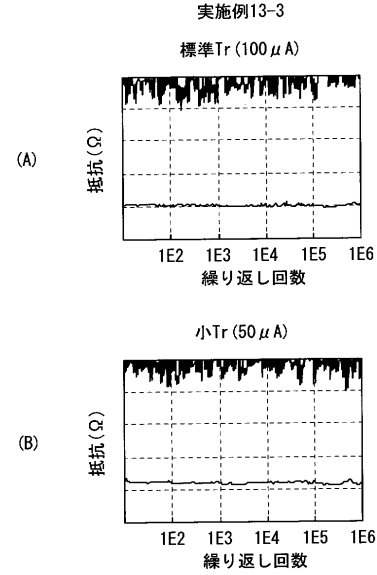 実施例13-3
標準Tr(100μA)
(A)
抵抗(Ω)
1E2 1E3 1E4 1E5 1E6
繰り返し回数
小Tr(50μA)
(B)
抵抗(Ω)
1E2 1E3 1E4 1E5 1E6
繰り返し回数